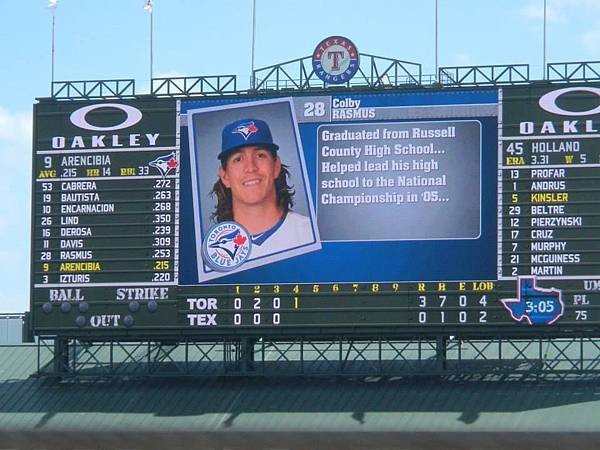 TEXAS
RANGERS
T
OAKLEY
OAKLEY
9 ARENCIBIA
AVG .215 HR 14 RBI 33
53 CABRERA .272
19 BAUTISTA .263
10 ENCARNACION .268
26 LIND .350
16 DEROSA .239
11 DAVIS .309
28 RASMUS .253
9 ARENCIBIA .215
3 IZTURIS .220
BALL STRIKE
OUT
28 Colby
RASMUS
Graduated from Russell
County High School...
Helped lead his high
school to the National
Championship in '05...
TORONTO
BLUE JAYS
45 HOLLAND
ERA 3.31 W 5
13 PROFAR
1 ANDRUS
5 KINSLER
29 BELTRE
12 PIERZYNSKI
17 CRUZ
7 MURPHY
21 MCGUINESS
2 MARTIN
1 2 3 4 5 6 7 8 9 R H E LOB
TOR 0 2 0 1 3 7 0 4
TEX 0 0 0 0 1 0 2
3:05
UM
PL
75